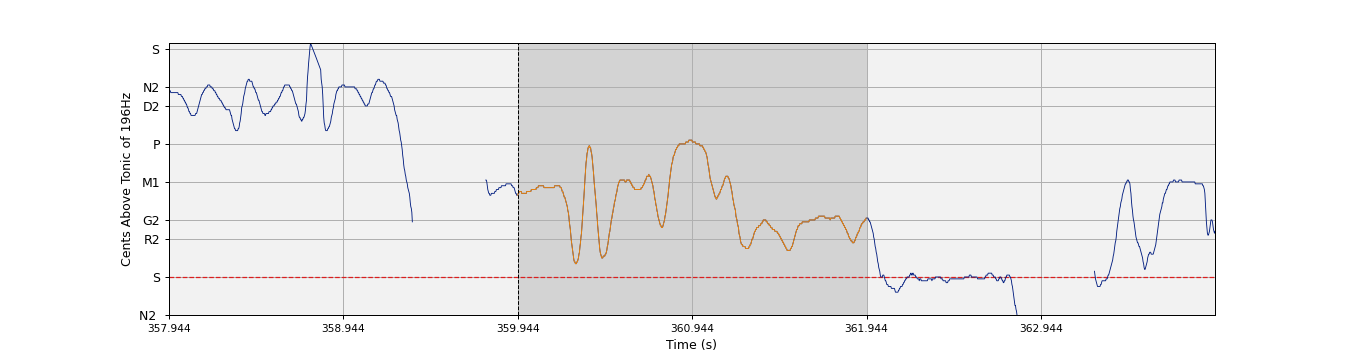 S
N2
D2
P
M1
G2
R2
S
N2
Cents Above Tonic of 196Hz
357.944 358.944 359.944 360.944 361.944 362.944
Time (s)